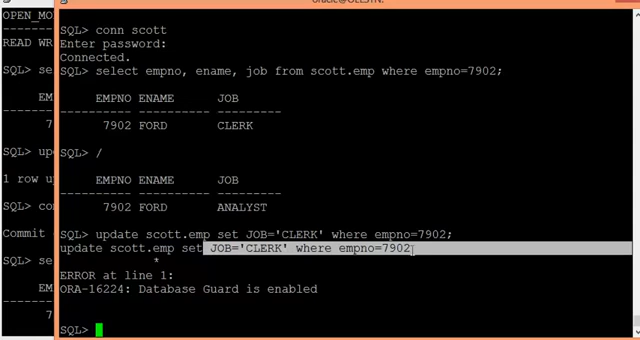 oracle@OEL5YN:
OPEN_MO
READ WR
SQL> se
EM
-------
7
SQL> up
1 row up
SQL> com
Commit c
SQL> se
EM
-------
7
SQL> conn scott
Enter password:
Connected.
SQL> select empno, ename, job from scott.emp where empno=7902;
EMPNO ENAME JOB
---------- ---------- ---------
7902 FORD CLERK
SQL> /
EMPNO ENAME JOB
---------- ---------- ---------
7902 FORD ANALYST
SQL> update scott.emp set JOB='CLERK' where empno=7902;
update scott.emp set JOB='CLERK' where empno=7902
*
ERROR at line 1:
ORA-16224: Database Guard is enabled
SQL>